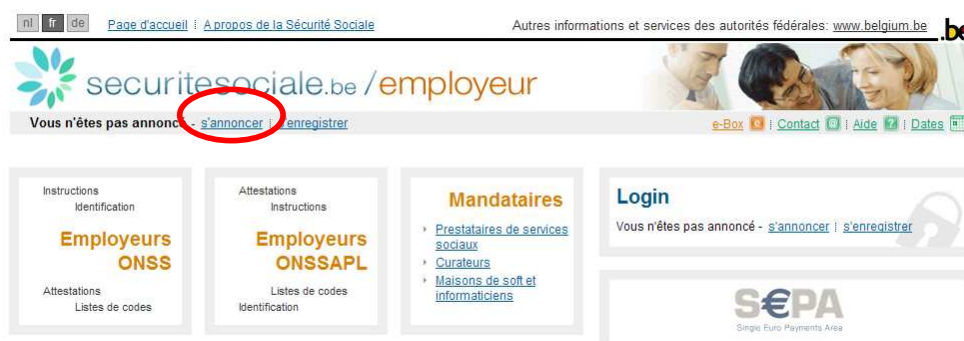 nl fr de Page d'accueil | A propos de la Sécurité Sociale Autres informations et services des autorités fédérales: www.belgium.be .be
securitesociale.be /employeur
Vous n'êtes pas annoncé - s'annoncer | s'enregistrer e-Box | Contact | Aide | Dates
Instructions
Identification
Employeurs
ONSS
Attestations
Listes de codes
Attestations
Instructions
Employeurs
ONSSAPL
Listes de codes
Identification
Mandataires
Prestataires de services
sociaux
Curateurs
Maisons de soft et
informaticiens
Login
Vous n'êtes pas annoncé - s'annoncer | s'enregistrer
S€PA
Single Euro Payments Area